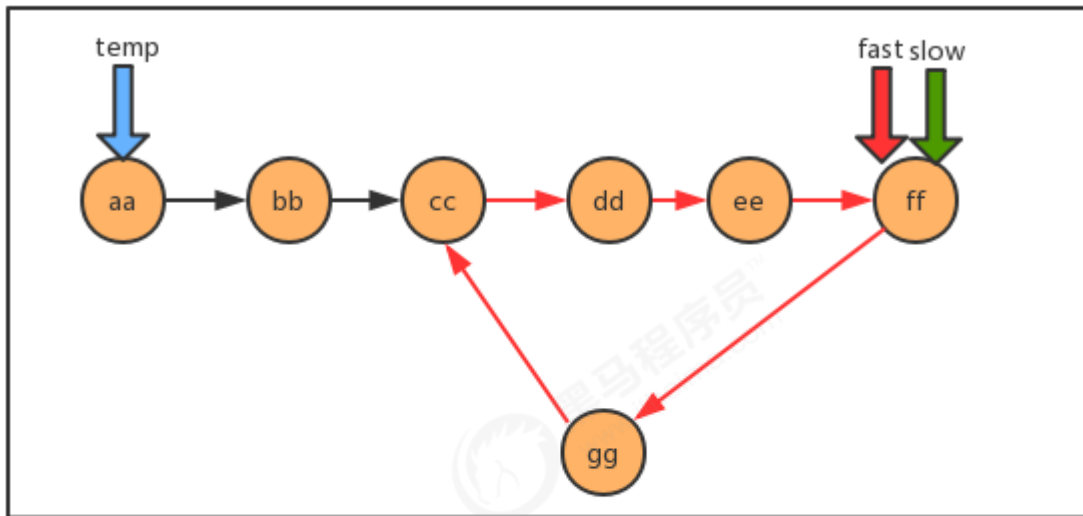 temp
fast slow
aa
bb
cc
dd
ee
ff
黑马程序员
gg